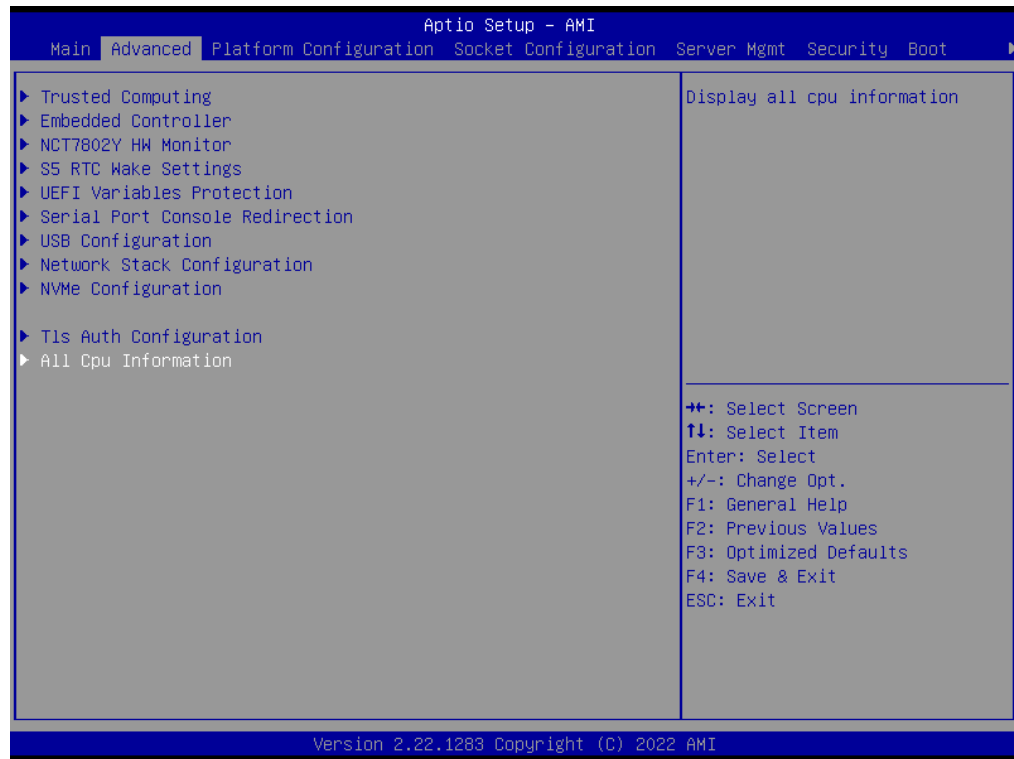 Aptio Setup – AMI
Main Advanced Platform Configuration Socket Configuration Server Mgmt Security Boot
Trusted Computing
Embedded Controller
NCT7802Y HW Monitor
S5 RTC Wake Settings
UEFI Variables Protection
Serial Port Console Redirection
USB Configuration
Network Stack Configuration
NVMe Configuration
Tls Auth Configuration
All Cpu Information
Display all cpu information
→←: Select Screen
↑↓: Select Item
Enter: Select
+/-: Change Opt.
F1: General Help
F2: Previous Values
F3: Optimized Defaults
F4: Save & Exit
ESC: Exit
Version 2.22.1283 Copyright (C) 2022 AMI